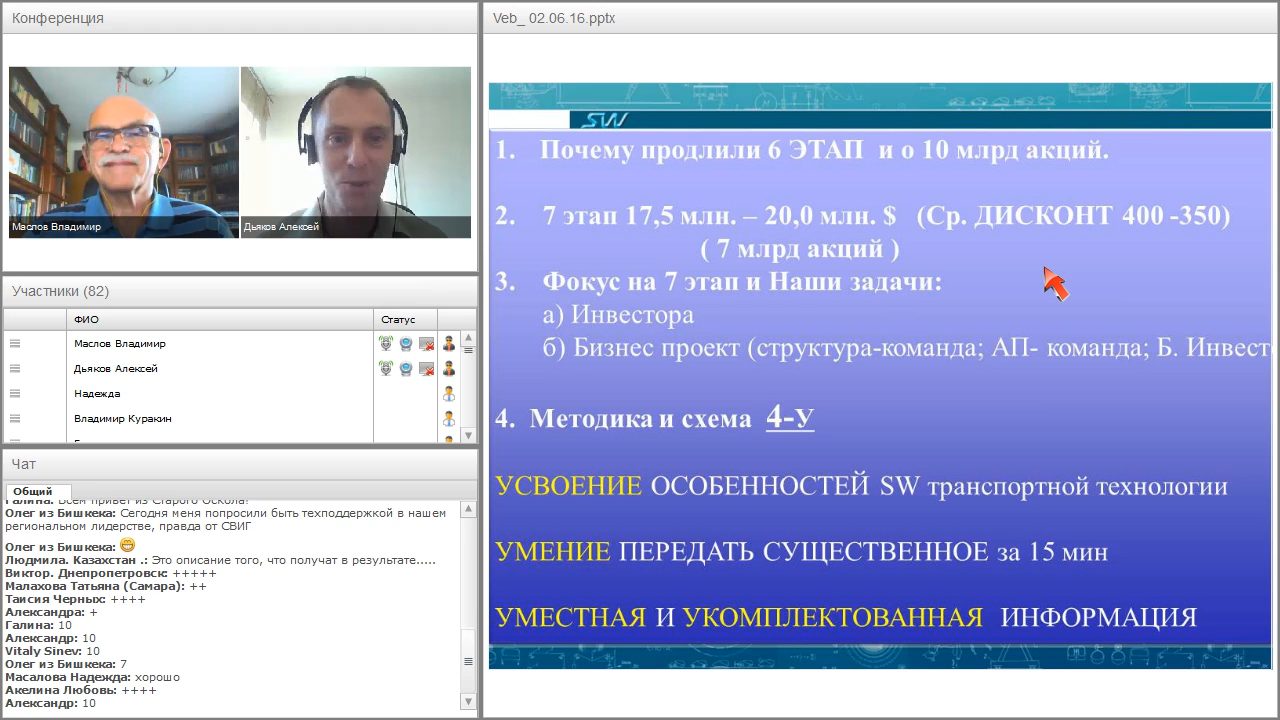 Конференция
Маслов Владимир
Дьяков Алексей
Участники (82)
ФИО Статус
Маслов Владимир
Дьяков Алексей
Надежда
Владимир Куракин
Чат
Общий
Галина: Всем привет из Старого Оскола!
Олег из Бишкека: Сегодня меня попросили быть техподдержкой в нашем
региональном лидерстве, правда от СВИГ
Олег из Бишкека:
Людмила. Казахстан .: Это описание того, что получат в результате.....
Виктор. Днепропетровск: +++++
Малахова Татьяна (Самара): ++
Таисия Черных: ++++
Александра: +
Галина: 10
Александр: 10
Vitaly Sinev: 10
Олег из Бишкека: 7
Масалова Надежда: хорошо
Акелина Любовь: ++++
Александр: 10
Veb_ 02.06.16.pptx
SW
1. Почему продлили 6 ЭТАП и о 10 млрд акций.
2. 7 этап 17,5 млн. – 20,0 млн. $ (Ср. ДИСКОНТ 400 -350)
( 7 млрд акций )
3. Фокус на 7 этап и Наши задачи:
а) Инвестора
б) Бизнес проект (структура-команда; АП- команда; Б. Инвест
4. Методика и схема 4-У
УСВОЕНИЕ ОСОБЕННОСТЕЙ SW транспортной технологии
УМЕНИЕ ПЕРЕДАТЬ СУЩЕСТВЕННОЕ за 15 мин
УМЕСТНАЯ И УКОМПЛЕКТОВАННАЯ ИНФОРМАЦИЯ